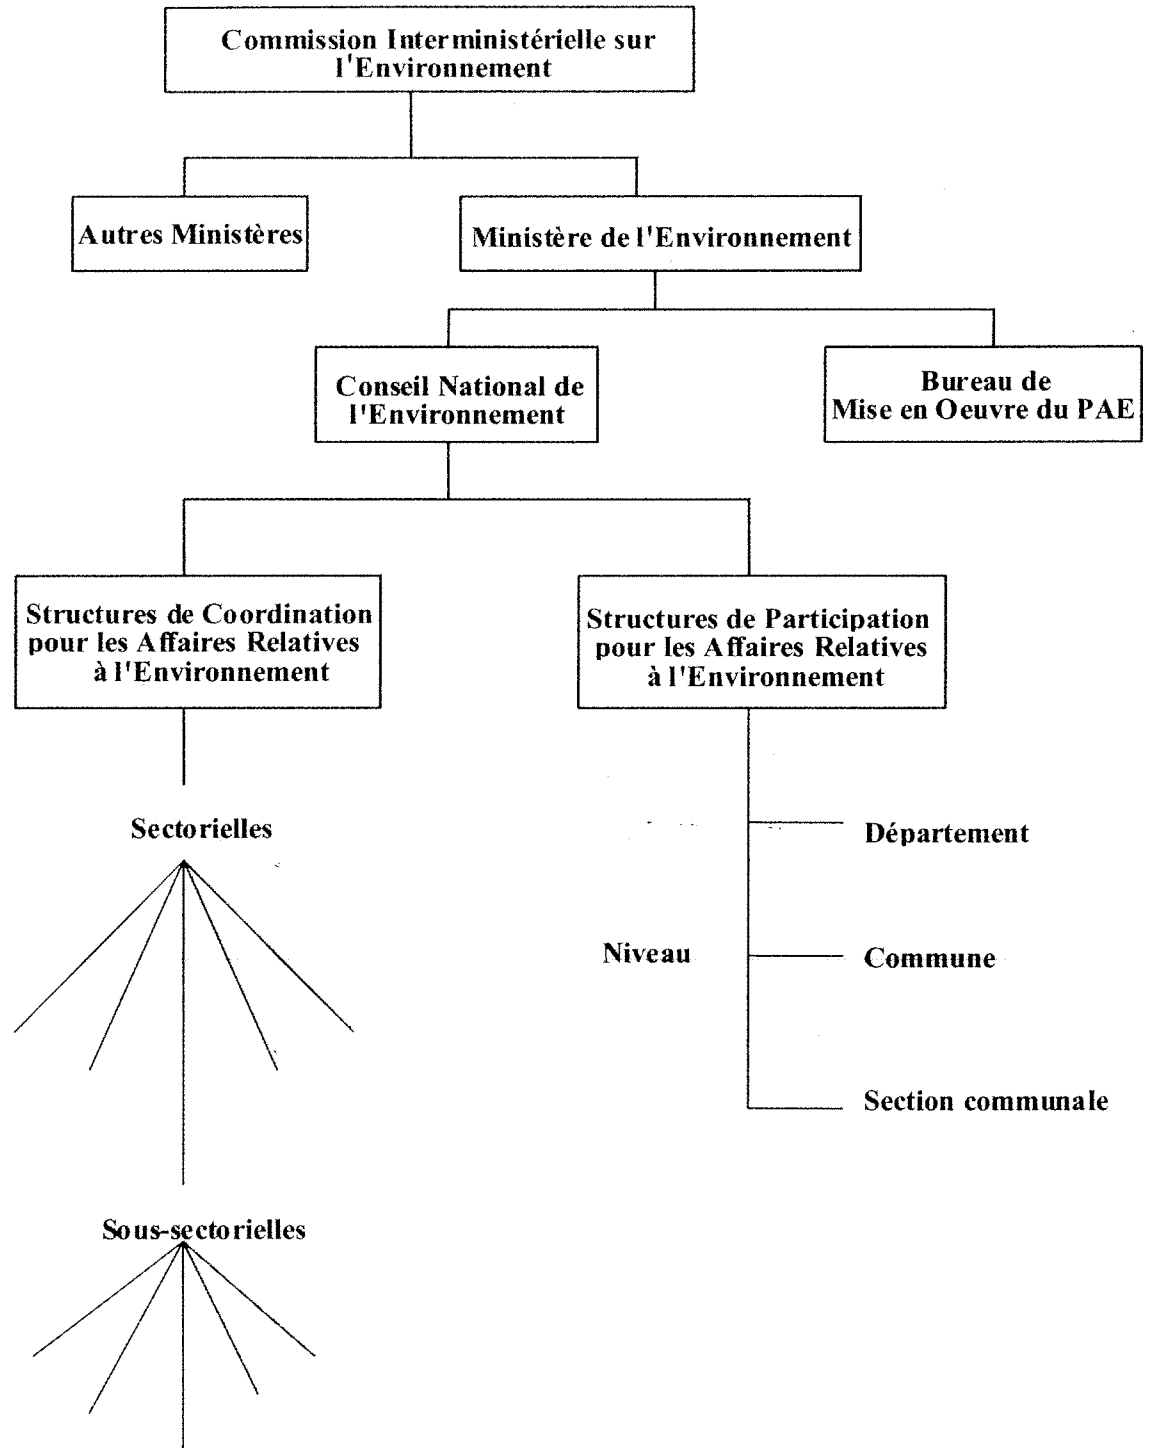 Commission Interministérielle sur
l'Environnement
Autres Ministères
Ministère de l'Environnement
Conseil National de
l'Environnement
Bureau de
Mise en Oeuvre du PAE
Structures de Coordination
pour les Affaires Relatives
à l'Environnement
Structures de Participation
pour les Affaires Relatives
à l'Environnement
Sectorielles
Département
Niveau
Commune
Section communale
Sous-sectorielles